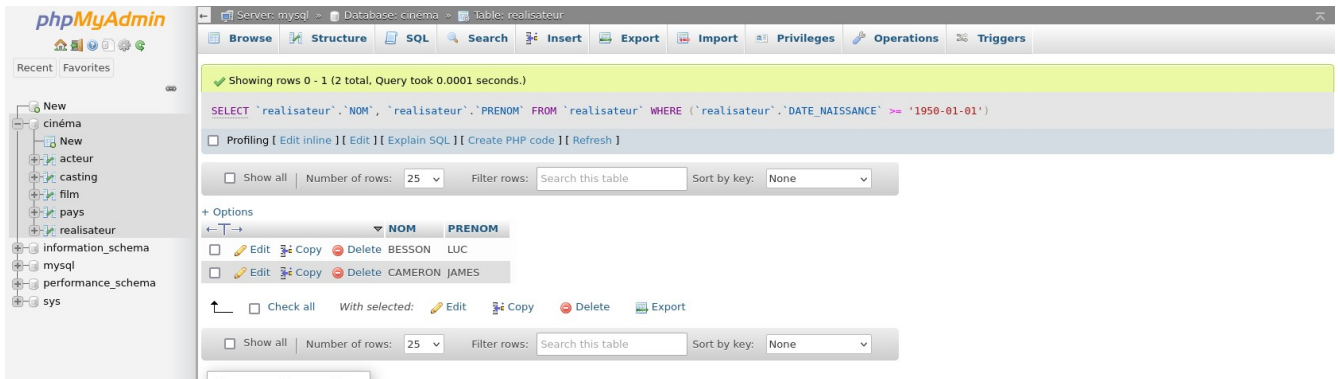 phpMyAdmin
Recent Favorites
New
cinéma
New
acteur
casting
film
pays
realisateur
information_schema
mysql
performance_schema
sys
Server: mysql » Database: cinéma » Table: realisateur
Browse Structure SQL Search Insert Export Import Privileges Operations Triggers
Showing rows 0 - 1 (2 total, Query took 0.0001 seconds.)
SELECT `realisateur`.`NOM`, `realisateur`.`PRENOM` FROM `realisateur` WHERE (`realisateur`.`DATE_NAISSANCE` >= '1950-01-01')
Profiling [ Edit inline ] [ Edit ] [ Explain SQL ] [ Create PHP code ] [ Refresh ]
Show all | Number of rows: 25 Filter rows: Search this table Sort by key: None
+ Options
←T→ NOM PRENOM
Edit Copy Delete BESSON LUC
Edit Copy Delete CAMERON JAMES
Check all With selected: Edit Copy Delete Export
Show all | Number of rows: 25 Filter rows: Search this table Sort by key: None